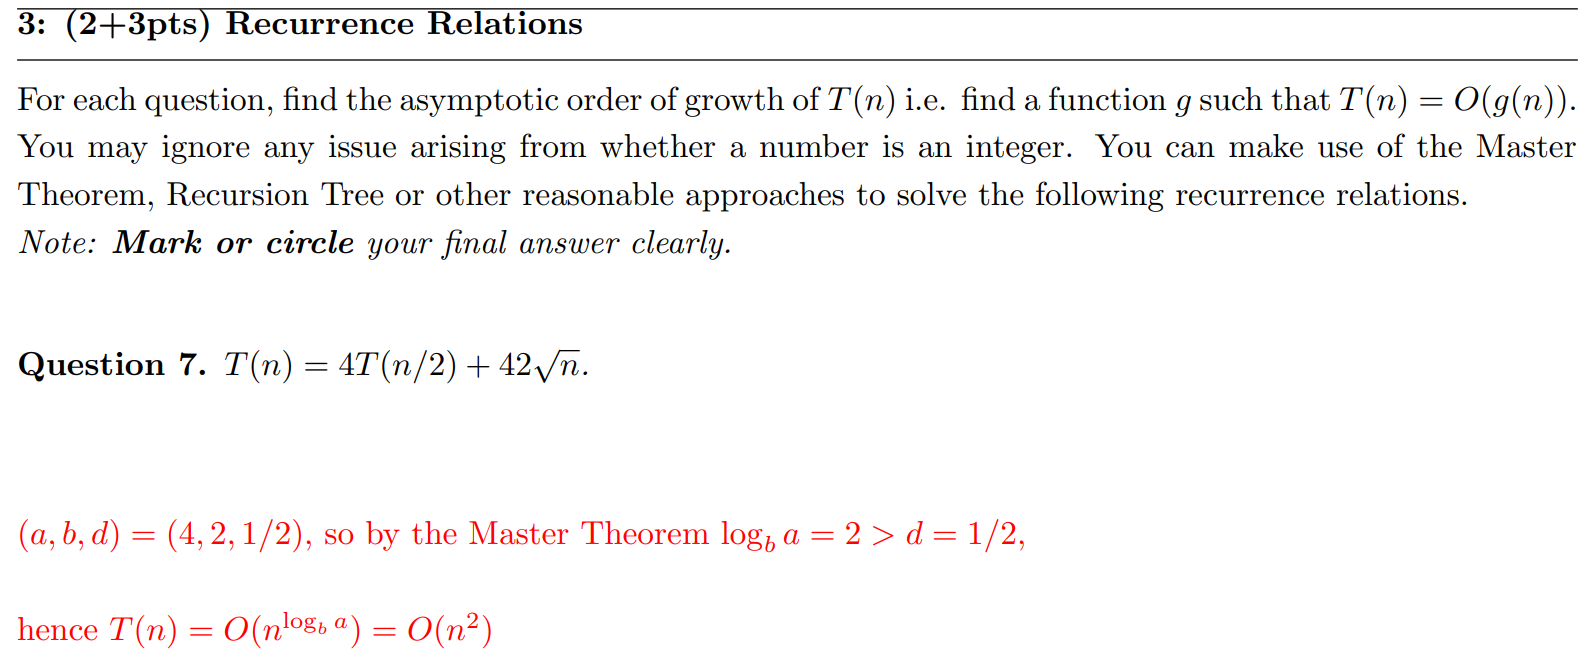 3: (2+3pts) Recurrence Relations
For each question, find the asymptotic order of growth of T(n) i.e. find a function g such that T(n) = O(g(n)).
You may ignore any issue arising from whether a number is an integer. You can make use of the Master
Theorem, Recursion Tree or other reasonable approaches to solve the following recurrence relations.
Note: Mark or circle your final answer clearly.
Question 7. T(n) = 4T(n/2) + 42√n.
(a, b, d) = (4, 2, 1/2), so by the Master Theorem log_b a = 2 > d = 1/2,
hence T(n) = O(n^{log_b a}) = O(n²)